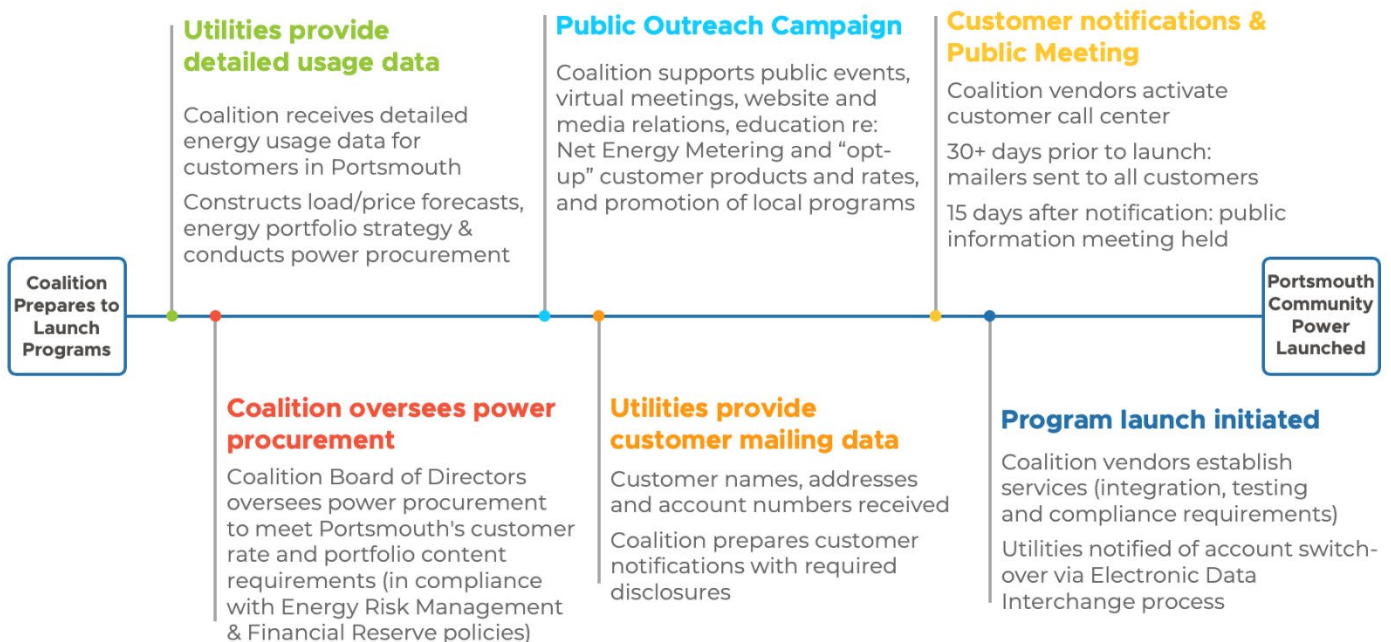 Coalition
Prepares to
Launch
Programs
Utilities provide
detailed usage data
Coalition receives detailed
energy usage data for
customers in Portsmouth
Constructs load/price forecasts,
energy portfolio strategy &
conducts power procurement
Coalition oversees power
procurement
Coalition Board of Directors
oversees power procurement
to meet Portsmouth's customer
rate and portfolio content
requirements (in compliance
with Energy Risk Management
& Financial Reserve policies)
Public Outreach Campaign
Coalition supports public events,
virtual meetings, website and
media relations, education re:
Net Energy Metering and “opt-
up” customer products and rates,
and promotion of local programs
Utilities provide
customer mailing data
Customer names, addresses
and account numbers received
Coalition prepares customer
notifications with required
disclosures
Customer notifications &
Public Meeting
Coalition vendors activate
customer call center
30+ days prior to launch:
mailers sent to all customers
15 days after notification: public
information meeting held
Program launch initiated
Coalition vendors establish
services (integration, testing
and compliance requirements)
Utilities notified of account switch-
over via Electronic Data
Interchange process
Portsmouth
Community
Power
Launched